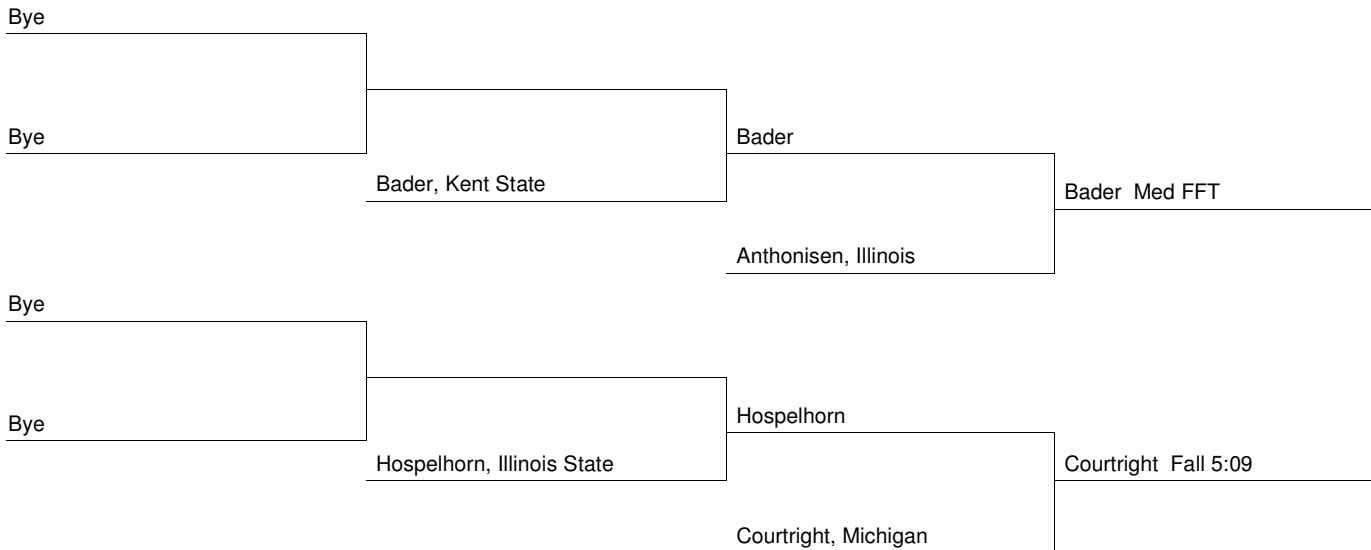 Bye
Bye
Bader
Bader, Kent State
Bader  Med FFT
Anthonisen, Illinois
Bye
Hospelhorn
Bye
Hospelhorn, Illinois State
Courtright  Fall 5:09
Courtright, Michigan